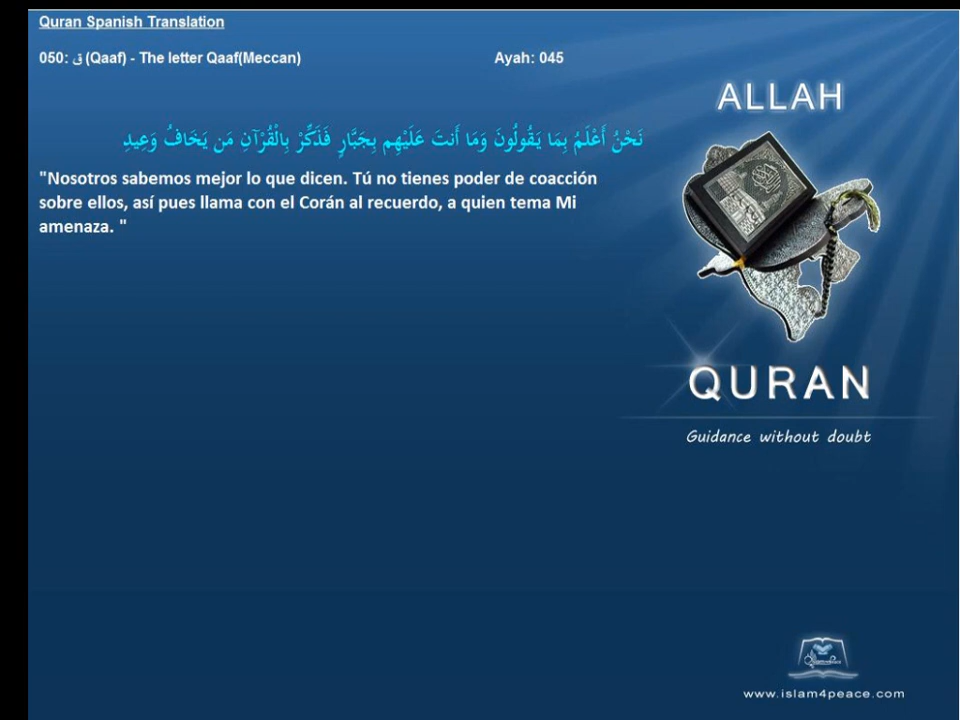 Quran Spanish Translation
050: ق (Qaaf) - The letter Qaaf(Meccan) Ayah: 045
نَحْنُ أَعْلَمُ بِمَا يَقُولُونَ وَمَا أَنتَ عَلَيْهِم بِجَبَّارٍ فَذَكِّرْ بِالْقُرْآنِ مَن يَخَافُ وَعِيدِ
"Nosotros sabemos mejor lo que dicen. Tú no tienes poder de coacción
sobre ellos, así pues llama con el Corán al recuerdo, a quien tema Mi
amenaza. "
ALLAH
QURAN
Guidance without doubt
www.islam4peace.com